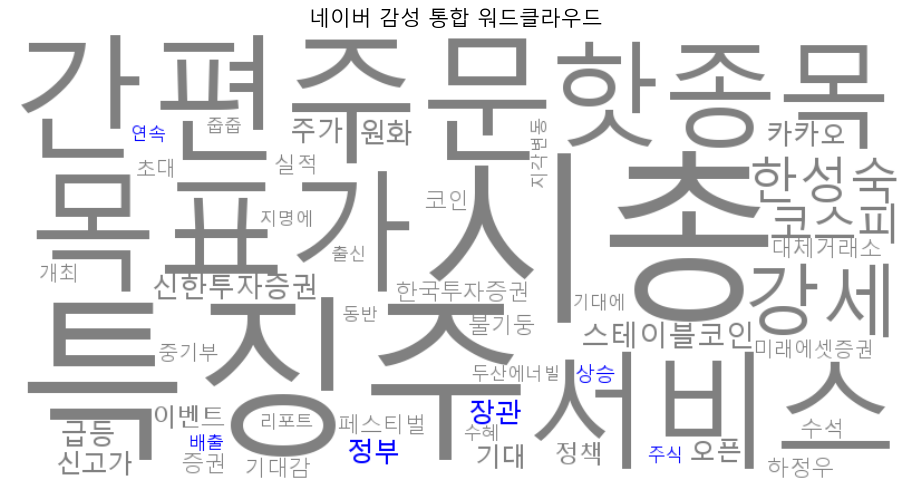 네이버 감성 통합 워드클라우드
간편주문 핫종목
연속 줍줍 주가 원화 지각변동 카카오
초대 실적 한성숙
목표가 시총
지명에 코인 코스피
출신 대체거래소
개최 신한투자증권 한국투자증권 기대에 강세
특징주 동반 불기둥 스테이블코인
중기부 두산에너빌 상승 미래에셋증권
서비스
이벤트 리포트 페스티벌 장관 수혜 수석
급등 배출 정부 기대 정책 주식 오픈
신고가 증권 기대감 하정우